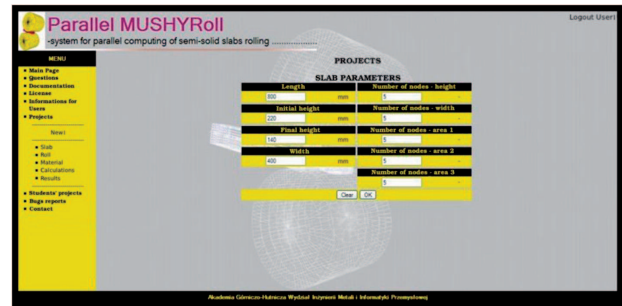 Parallel MUSHYRoll
-system for parallel computing of semi-solid slabs rolling ..................
Logout User1
MENU
Main Page
Questions
Documentation
License
Informations for
Users
Projects
New1
Slab
Roll
Material
Calculations
Results
Students' projects
Bugs reports
Contact
PROJECTS
SLAB PARAMETERS
Length
Number of nodes - height
mm
5
-
Initial height
Number of nodes - width
220
mm
5
-
Final height
Number of nodes - area 1
140
mm
5
-
Width
Number of nodes - area 2
400
mm
5
-
Number of nodes - area 3
5
-
Clear
OK
Akademia Górniczo-Hutnicza Wydział Inżynierii Metali i Informatyki Przemysłowej